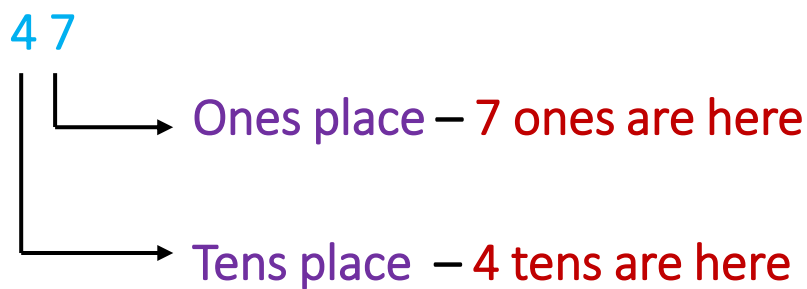 4 7
Ones place – 7 ones are here
Tens place – 4 tens are here